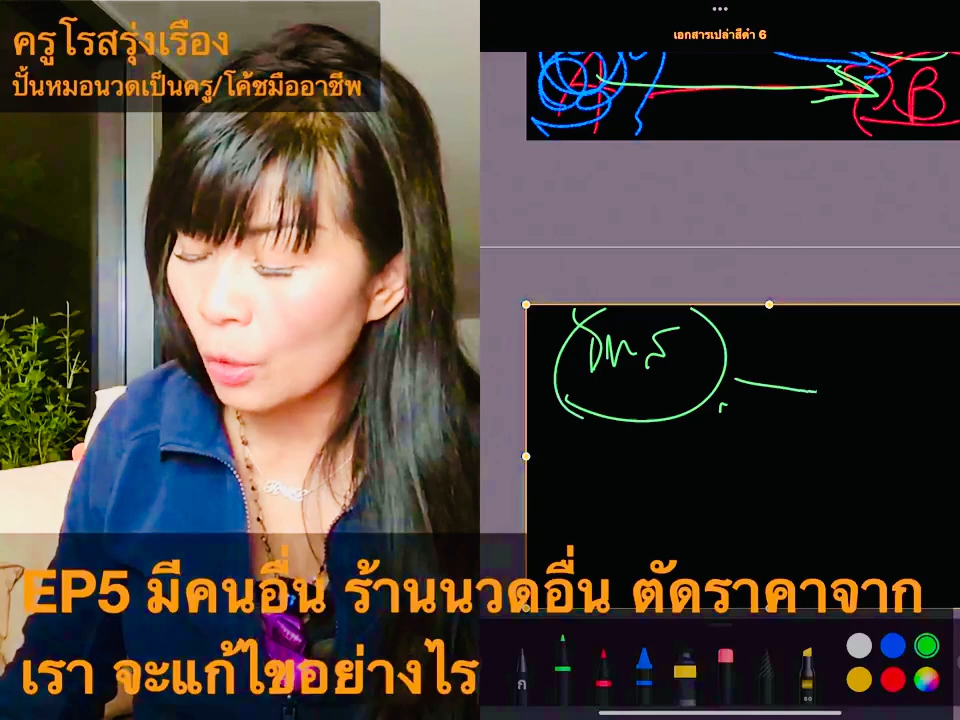 ครูโรสรุ่งเรือง
ปั้นหมอนวดเป็นครู/โค้ชมืออาชีพ
เอกสารเปล่าสีดำ 6
B
EP5 มีคนอื่น ร้านนวดอื่น ตัดราคาจาก
เรา จะแก้ไขอย่างไร